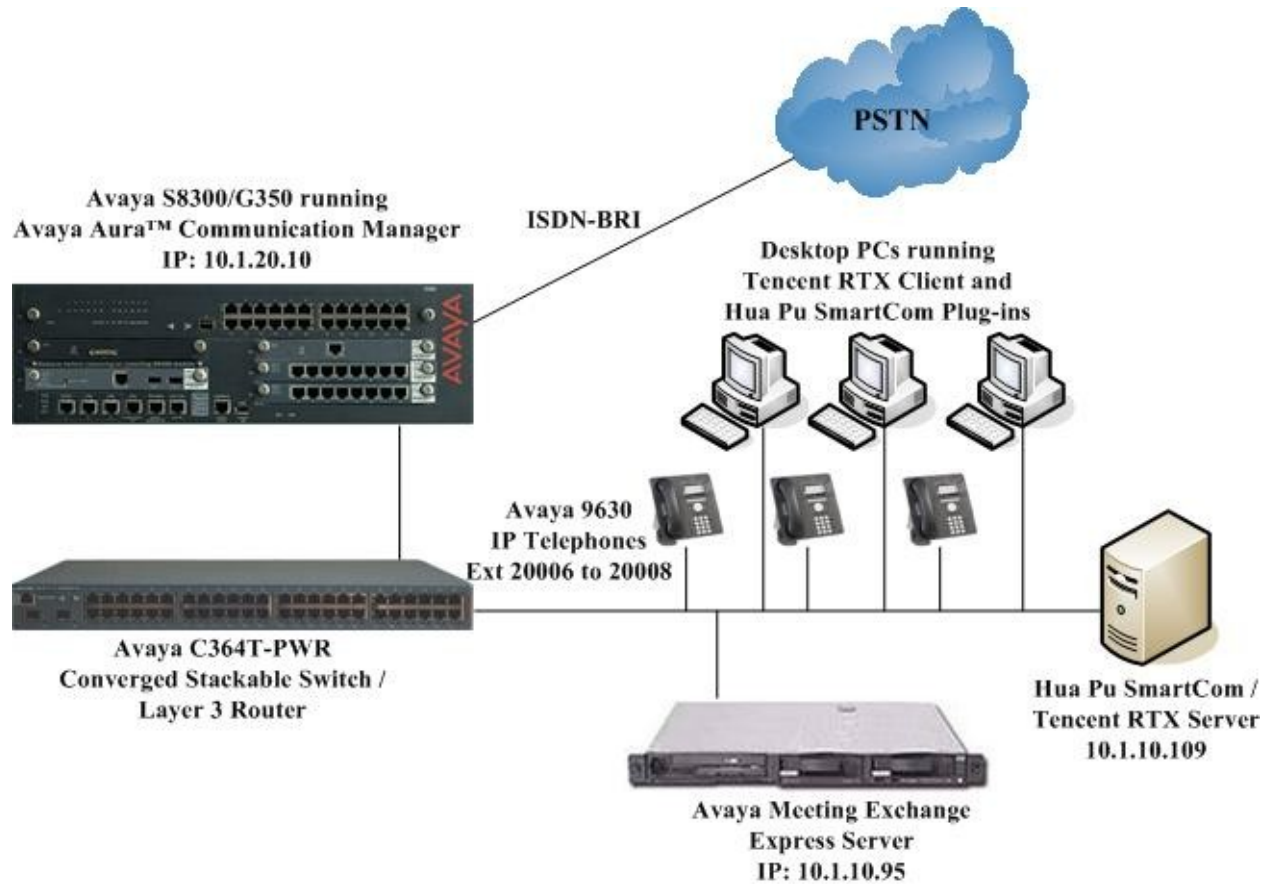 PSTN
Avaya S8300/G350 running
Avaya Aura™ Communication Manager
IP: 10.1.20.10
ISDN-BRI
AVAYA
Desktop PCs running
Tencent RTX Client and
Hua Pu SmartCom Plug-ins
Avaya 9630
IP Telephones
Ext 20006 to 20008
Avaya C364T-PWR
Converged Stackable Switch /
Layer 3 Router
Hua Pu SmartCom /
Tencent RTX Server
10.1.10.109
Avaya Meeting Exchange
Express Server
IP: 10.1.10.95